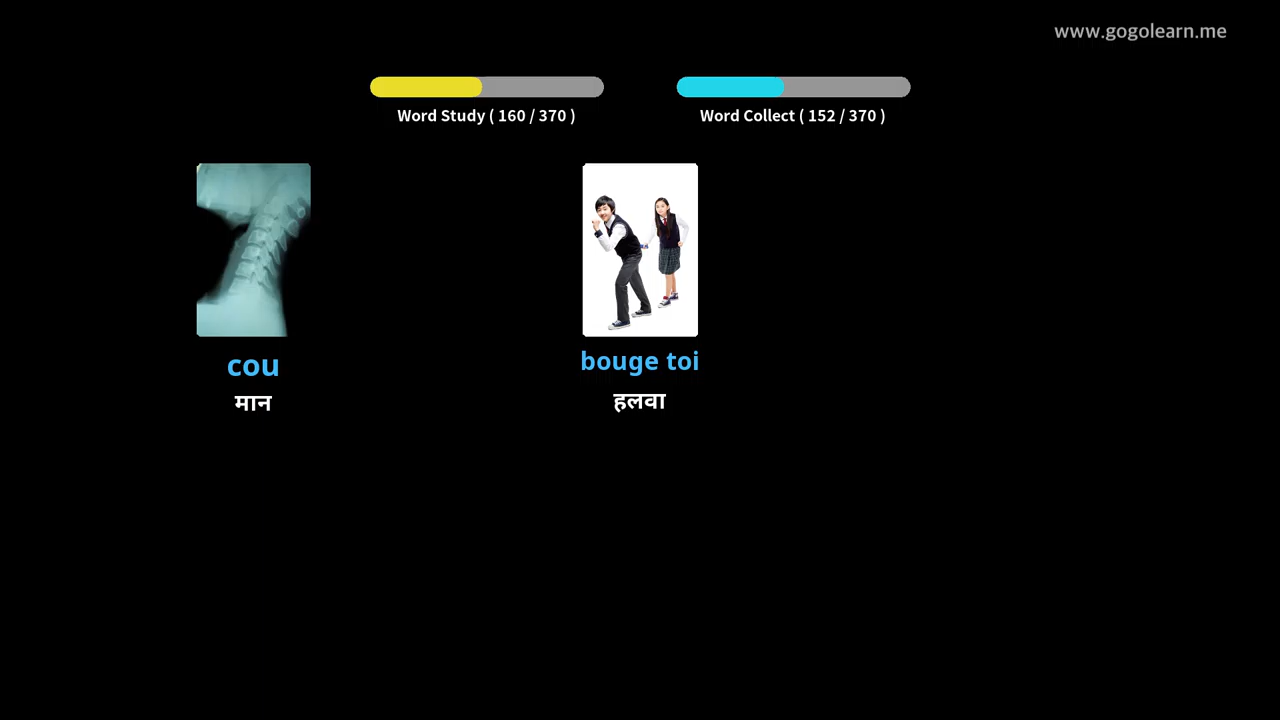 www.gogolearn.me
Word Study ( 160 / 370 )
Word Collect ( 152 / 370 )
cou
मान
bouge toi
हलवा